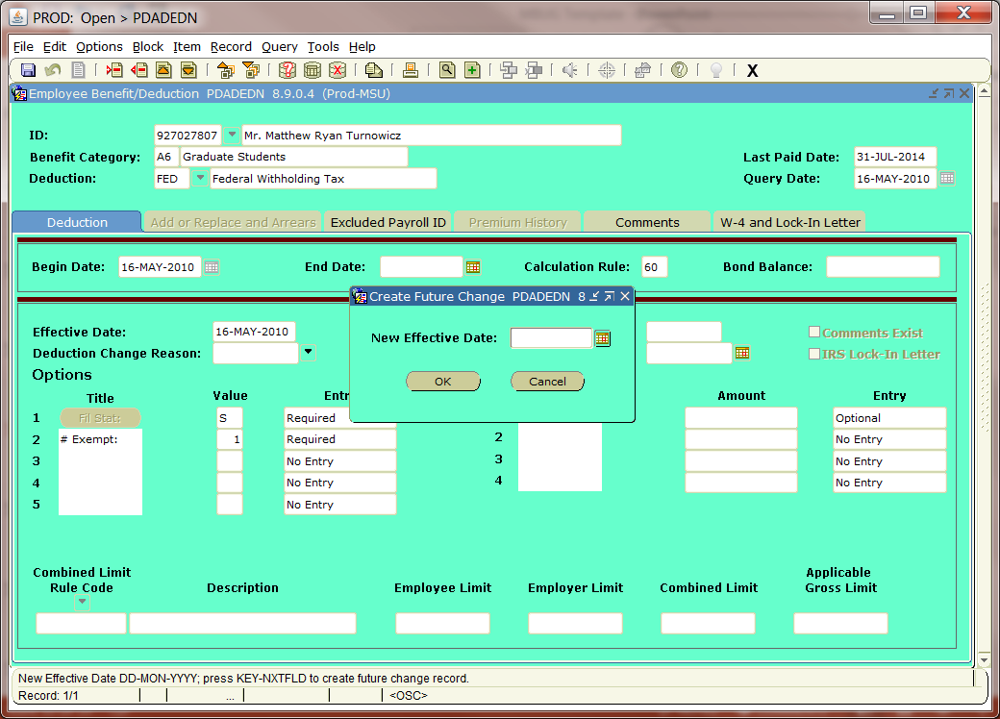 PROD: Open > PDADEDN
File Edit Options Block Item Record Query Tools Help
X
Employee Benefit/Deduction PDADEDN 8.9.0.4 (Prod-MSU)
ID: 927027807 Mr. Matthew Ryan Turnowicz
Benefit Category: A6 Graduate Students Last Paid Date: 31-JUL-2014
Deduction: FED Federal Withholding Tax Query Date: 16-MAY-2010
Deduction Add or Replace and Arrears Excluded Payroll ID Premium History Comments W-4 and Lock-In Letter
Begin Date: 16-MAY-2010 End Date: Calculation Rule: 60 Bond Balance:
Create Future Change PDADEDN 8
New Effective Date:
OK Cancel
Effective Date: 16-MAY-2010 Comments Exist
Deduction Change Reason: IRS Lock-In Letter
Options
Title Value Entr Amount Entry
1 Fil Stat: S Required Optional
2 # Exempt: 1 Required 2 No Entry
3 No Entry 3 No Entry
4 No Entry 4 No Entry
5 No Entry
Combined Limit Rule Code Description Employee Limit Employer Limit Combined Limit Applicable Gross Limit
New Effective Date DD-MON-YYYY; press KEY-NXTFLD to create future change record.
Record: 1/1 ... <OSC>